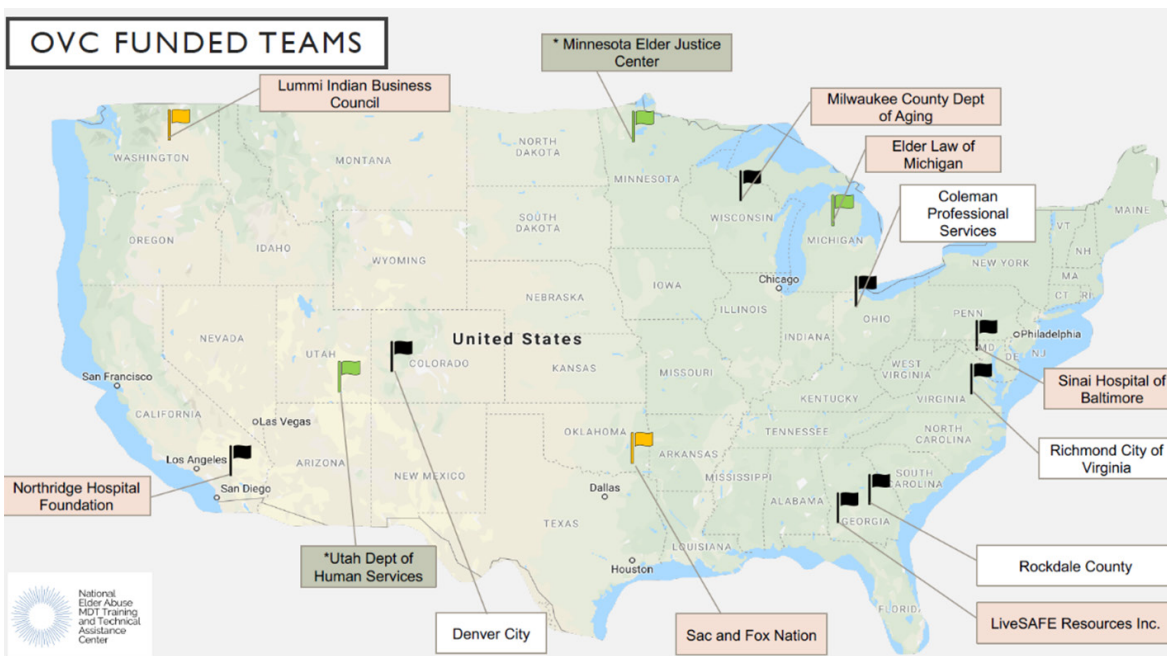 OVC FUNDED TEAMS
* Minnesota Elder Justice
Center
Lummi Indian Business
Council
Milwaukee County Dept
of Aging
Elder Law of
Michigan
Coleman
Professional
Services
WASHINGTON
MONTANA
NORTH
DAKOTA
MINNESOTA
MAINE
OREGON
IDAHO
SOUTH
DAKOTA
WISCONSIN
MICHIGAN
VT
NH
WYOMING
NEW YORK
MA
CT
RI
Chicago
IOWA
NEBRASKA
ILLINOIS
INDIANA
OHIO
PENN
Philadelphia
NEVADA
UTAH
COLORADO
United States
KANSAS
MISSOURI
WEST
VIRGINIA
MD
DE
NJ
San Francisco
CALIFORNIA
Las Vegas
KENTUCKY
VIRGINIA
Sinai Hospital of
Baltimore
Los Angeles
San Diego
ARIZONA
NEW MEXICO
OKLAHOMA
ARKANSAS
TENNESSEE
NORTH
CAROLINA
Richmond City of
Virginia
Northridge Hospital
Foundation
Dallas
MISSISSIPPI
ALABAMA
SOUTH
CAROLINA
GEORGIA
TEXAS
LOUISIANA
Houston
*Utah Dept of
Human Services
Rockdale County
FLORID
Denver City
Sac and Fox Nation
LiveSAFE Resources Inc.
National
Elder Abuse
MDT Training
and Technical
Assistance
Center